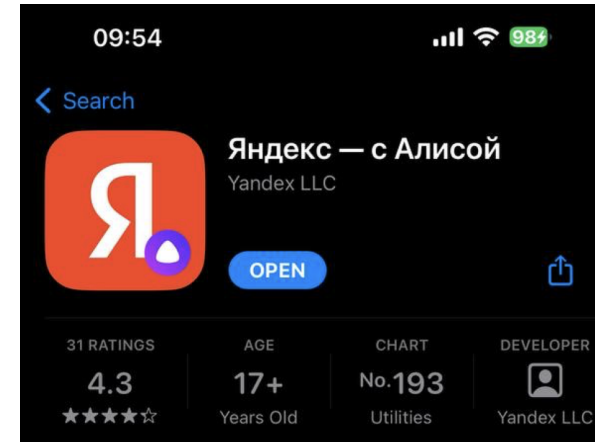 09:54
98
Search
Я
Яндекс — с Алисой
Yandex LLC
OPEN
31 RATINGS AGE CHART DEVELOPER
4.3 17+ No.193
Years Old Utilities Yandex LLC